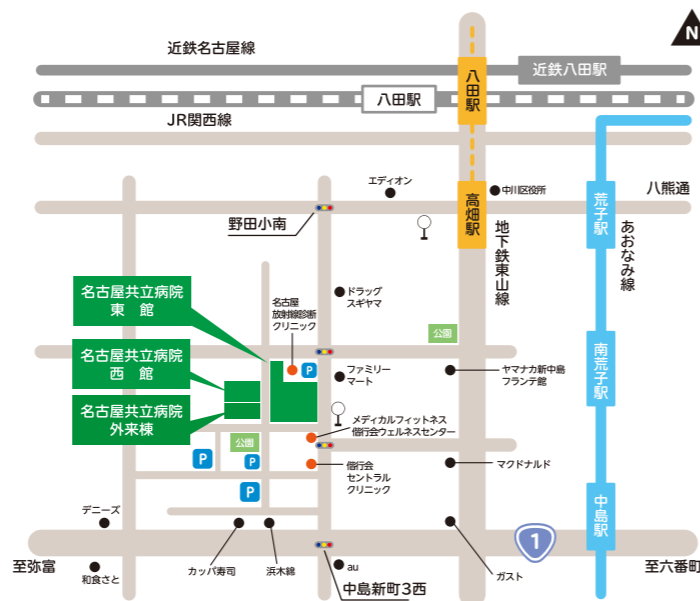 N
近鉄名古屋線
近鉄八田駅
八田駅
八田駅
JR関西線
エディオン
中川区役所
八熊通
高畑駅
荒子駅
野田小南
地下鉄東山線
あおなみ線
名古屋共立病院
東 館
名古屋
放射線診断
クリニック
ドラッグ
スギヤマ
公園
南荒子駅
名古屋共立病院
西 館
P
ファミリー
マート
ヤマナカ新中島
フランテ館
名古屋共立病院
外来棟
メディカルフィットネス
偕行会ウェルネスセンター
公園
P
P
偕行会
セントラル
クリニック
マクドナルド
P
中島駅
デニーズ
1
至弥富
和食さと
カッパ寿司
浜木綿
au
中島新町3西
ガスト
至六番町